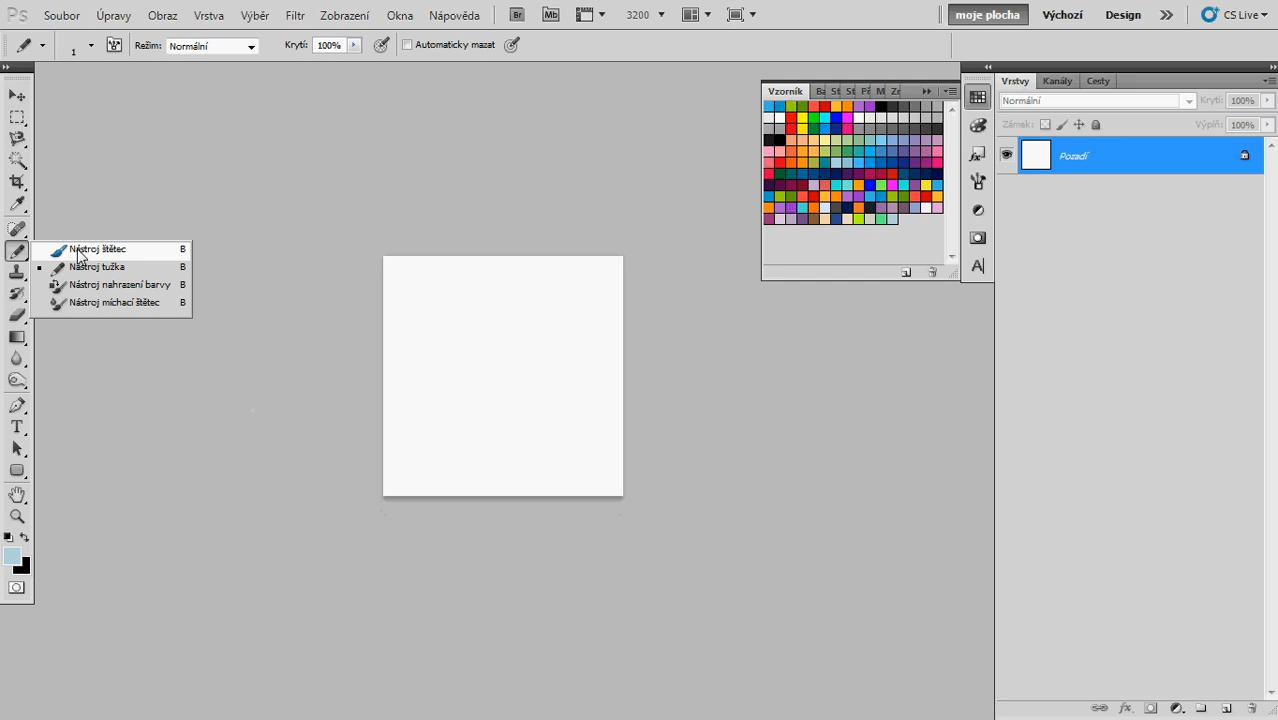 Ps Soubor Úpravy Obraz Vrstva Výběr Filtr Zobrazení Okna Nápověda Br Mb 3200 moje plocha Výchozí Design CS Live
1 Režim: Normální Krytí: 100% Automaticky mazat
Vzorník
Vrstvy Kanály Cesty
Normální Krytí: 100%
Zámek: Výplň: 100%
Pozadí
Nástroj štětec B
Nástroj tužka B
Nástroj nahrazení barvy B
Nástroj míchací štětec B